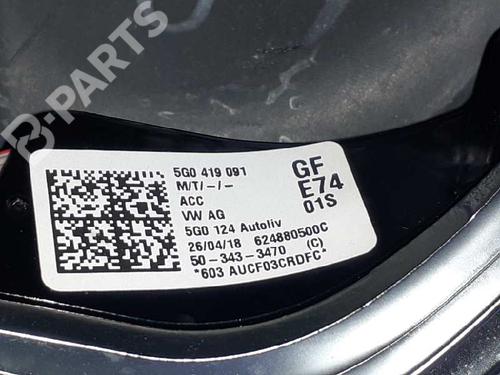 B-PARTS
5G0 419 091
M/T/-/-
ACC
VW AG
5G0 124 Autoliv
26/04/18 624880500C
50-343-3470 (C)
*603 AUCF03CRDFC*
GF
E74
01S